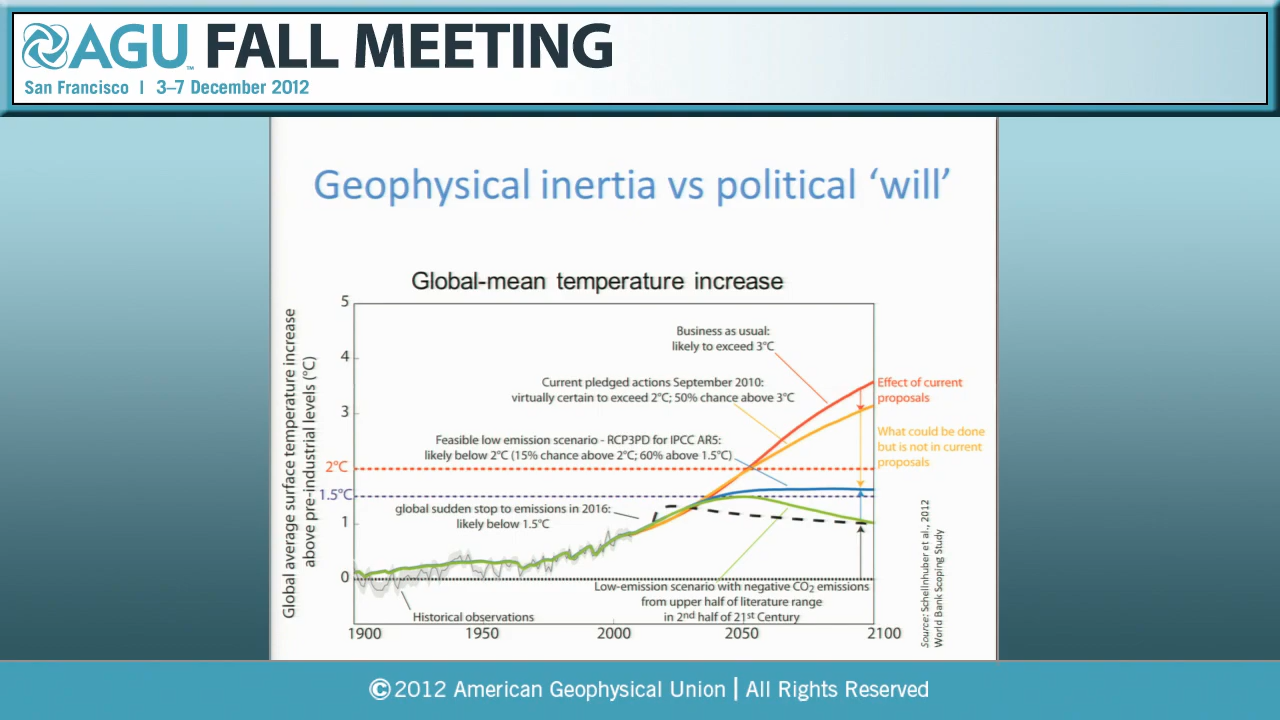 AGU FALL MEETING
™
San Francisco | 3–7 December 2012
Geophysical inertia vs political ‘will’
Global-mean temperature increase
Global average surface temperature increase
above pre-industrial levels (°C)
5
4
3
2°C
1.5°C
1
0
Business as usual:
likely to exceed 3°C
Current pledged actions September 2010:
virtually certain to exceed 2°C; 50% chance above 3°C
Feasible low emission scenario - RCP3PD for IPCC AR5:
likely below 2°C (15% chance above 2°C; 60% above 1.5°C)
global sudden stop to emissions in 2016:
likely below 1.5°C
Low-emission scenario with negative CO2 emissions
from upper half of literature range
in 2nd half of 21st Century
Historical observations
Effect of current
proposals
What could be done
but is not in current
proposals
1900 1950 2000 2050 2100
Source: Schellnhuber et al., 2012
World Bank Scoping Study
©2012 American Geophysical Union | All Rights Reserved